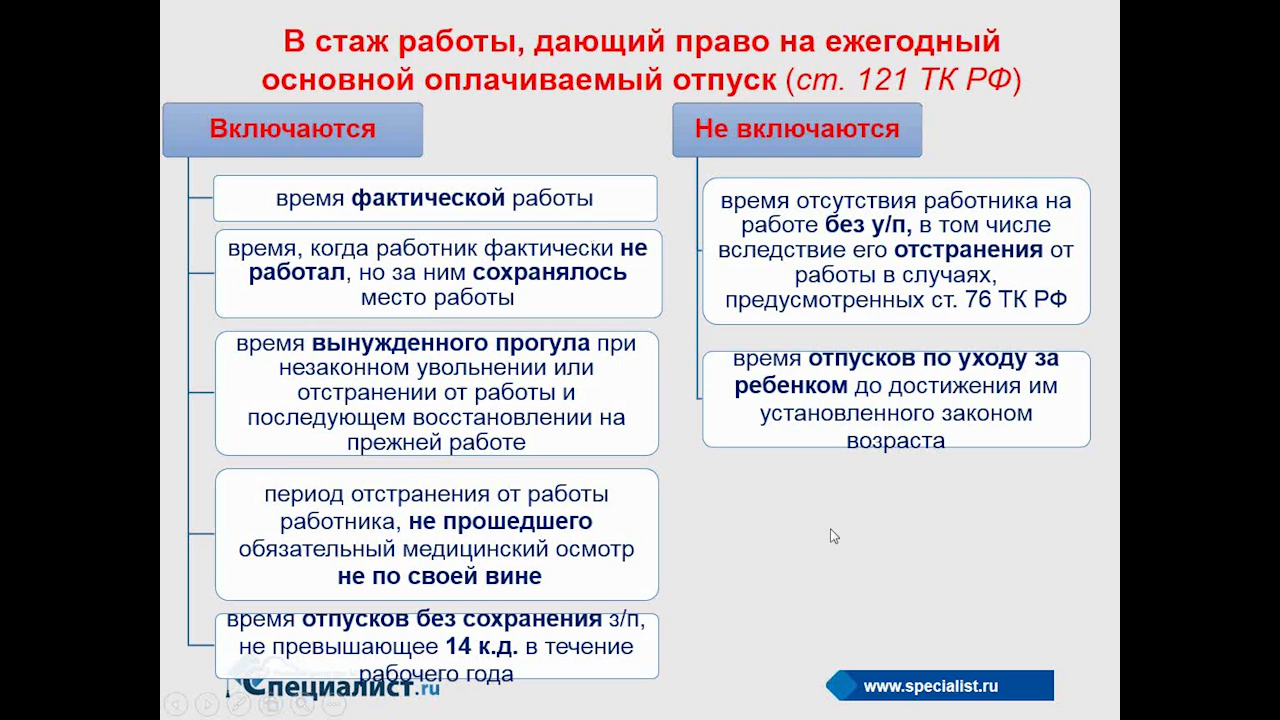 В стаж работы, дающий право на ежегодный
основной оплачиваемый отпуск (ст. 121 ТК РФ)
Включаются
время фактической работы
время, когда работник фактически не
работал, но за ним сохранялось
место работы
время вынужденного прогула при
незаконном увольнении или
отстранении от работы и
последующем восстановлении на
прежней работе
период отстранения от работы
работника, не прошедшего
обязательный медицинский осмотр
не по своей вине
время отпусков без сохранения з/п,
не превышающее 14 к.д. в течение
рабочего года
Не включаются
время отсутствия работника на
работе без у/п, в том числе
вследствие его отстранения от
работы в случаях,
предусмотренных ст. 76 ТК РФ
время отпусков по уходу за
ребенком до достижения им
установленного законом
возраста
Специалист.ru
www.specialist.ru